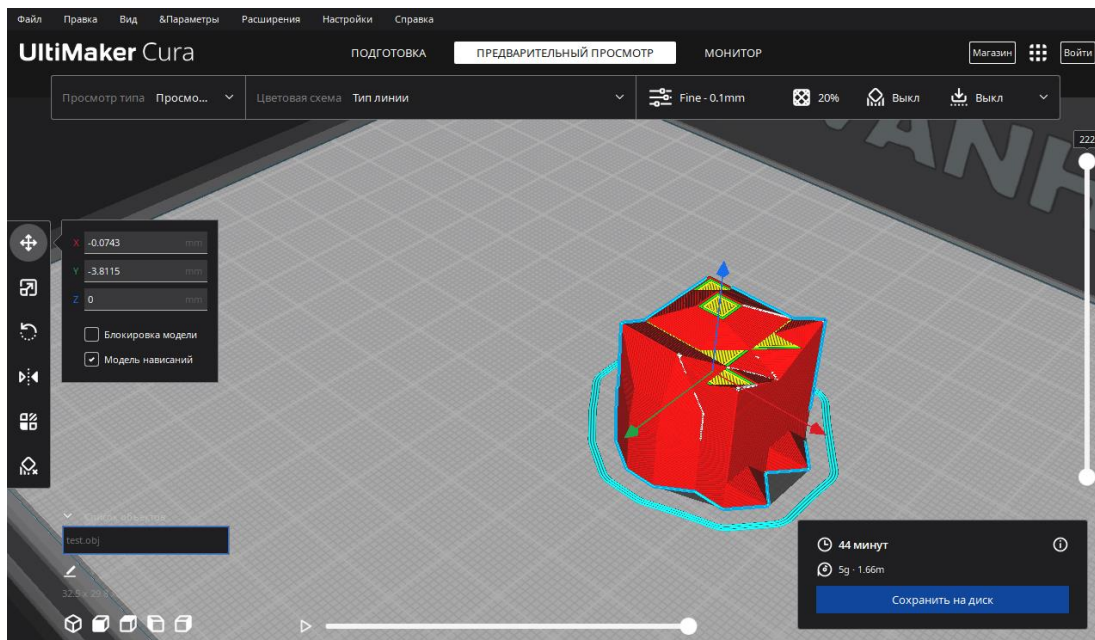 Файл Правка Вид &Параметры Расширения Настройки Справка
UltiMaker Cura ПОДГОТОВКА ПРЕДВАРИТЕЛЬНЫЙ ПРОСМОТР МОНИТОР Магазин Войти
Просмотр типа Просмо... Цветовая схема Тип линии Fine - 0.1mm 20% Выкл Выкл
222
X -0.0743 mm
Y -3.8115 mm
Z 0 mm
Блокировка модели
Модель нависаний
test.obj
44 минут
5g · 1.66m
Сохранить на диск